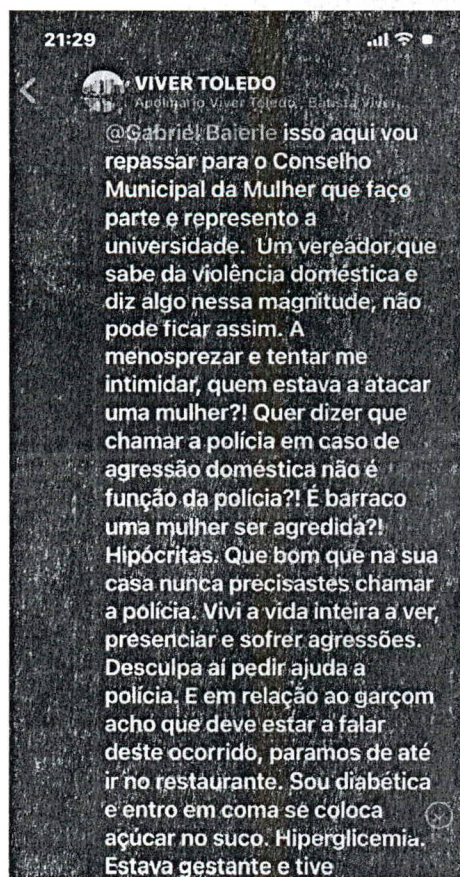 21:29
VIVER TOLEDO
Apolinario Viver Toledo, Batista Viver...
@Gabriel Baierle isso aqui vou
repassar para o Conselho
Municipal da Mulher que faço
parte e represento a
universidade. Um vereador que
sabe da violência doméstica e
diz algo nessa magnitude, não
pode ficar assim. A
menosprezar e tentar me
intimidar, quem estava a atacar
uma mulher?! Quer dizer que
chamar a polícia em caso de
agressão doméstica não é
função da polícia?! É barraco
uma mulher ser agredida?!
Hipócritas. Que bom que na sua
casa nunca precisastes chamar
a polícia. Vivi a vida inteira a ver,
presenciar e sofrer agressões.
Desculpa aí pedir ajuda a
polícia. E em relação ao garçom
acho que deve estar a falar
deste ocorrido, paramos de até
ir no restaurante. Sou diabética
e entro em coma se coloca
açúcar no suco. Hiperglicemia.
Estava gestante e tive